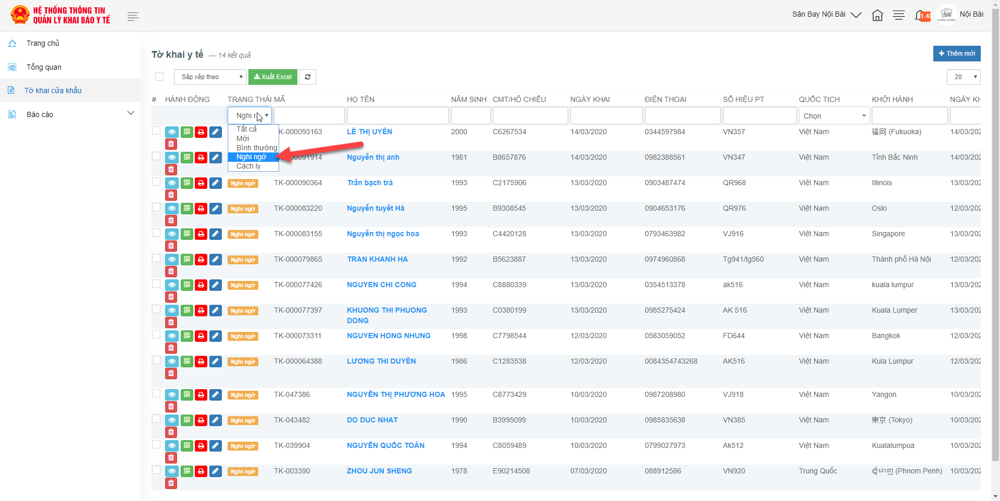 HỆ THỐNG THÔNG TIN
QUẢN LÝ KHAI BÁO Y TẾ
Sân Bay Nội Bài
1.48
KHÔNG CÓ ẢNH
Nội Bài
Trang chủ
Tổng quan
Tờ khai cửa khẩu
Báo cáo
Tờ khai y tế — 14 kết quả
Thêm mới
Sắp xếp theo
Xuất Excel
20
# HÀNH ĐỘNG TRẠNG THÁI MÃ HỌ TÊN NĂM SINH CMT/HỘ CHIẾU NGÀY KHAI ĐIỆN THOẠI SỐ HIỆU PT QUỐC TỊCH KHỞI HÀNH NGÀY KH
Nghi Chọn
Tất cả
Mới
Bình thường
Nghi ngờ
Cách ly
K-000093163 LÊ THỊ UYÊN 2000 C6267534 14/03/2020 0344597984 VN357 Việt Nam 福岡 (Fukuoka) 14/03/202
091914 Nguyễn thị anh 1981 B8657876 14/03/2020 0982388561 VN347 Việt Nam Tỉnh Bắc Ninh 14/03/202
Nghi ngờ TK-000090364 Trần bạch trà 1993 C2175906 13/03/2020 0903487474 QR968 Việt Nam Illinois 13/03/202
Nghi ngờ TK-000083220 Nguyễn tuyết Hà 1995 B9308545 13/03/2020 0904653176 QR976 Việt Nam Oslo 12/03/202
Nghi ngờ TK-000083155 Nguyễn thị ngọc hoa 1993 C4420128 13/03/2020 0793463982 VJ916 Việt Nam Singapore 13/03/202
Nghi ngờ TK-000079865 TRAN KHANH HA 1992 B5623887 13/03/2020 0974960868 Tg941/tg560 Việt Nam Thành phố Hà Nội 12/03/202
Nghi ngờ TK-000077426 NGUYEN CHI CONG 1994 C8880339 13/03/2020 0354513378 ak516 Việt Nam kuala lumpur 13/03/202
Nghi ngờ TK-000077397 KHUONG THI PHUONG DONG 1993 C0380199 13/03/2020 0985275424 AK 516 Việt Nam Kuala Lumper 13/03/202
Nghi ngờ TK-000073311 NGUYEN HONG NHUNG 1998 C7798544 12/03/2020 0583059052 FD644 Việt Nam Bangkok 12/03/202
Nghi ngờ TK-000064388 LƯƠNG THI DUYÊN 1986 C1283538 12/03/2020 0084354743268 AK516 Việt Nam Kula Lumpur 12/03/202
Nghi ngờ TK-047386 NGUYỄN THỊ PHƯƠNG HOA 1995 C8773429 10/03/2020 0987208980 VJ918 Việt Nam Yangon 10/03/202
Nghi ngờ TK-043482 DO DUC NHAT 1990 B3995099 10/03/2020 0985835638 VN385 Việt Nam 東京 (Tokyo) 10/03/202
Nghi ngờ TK-039904 NGUYỄN QUỐC TOẢN 1994 C8059489 10/03/2020 0799027973 Ak512 Việt Nam Kualalumpua 10/03/202
Nghi ngờ TK-003390 ZHOU JUN SHENG 1978 E90214508 07/03/2020 088912586 VN920 Trung Quốc ភ្នំពេញ (Phnom Penh) 10/03/202